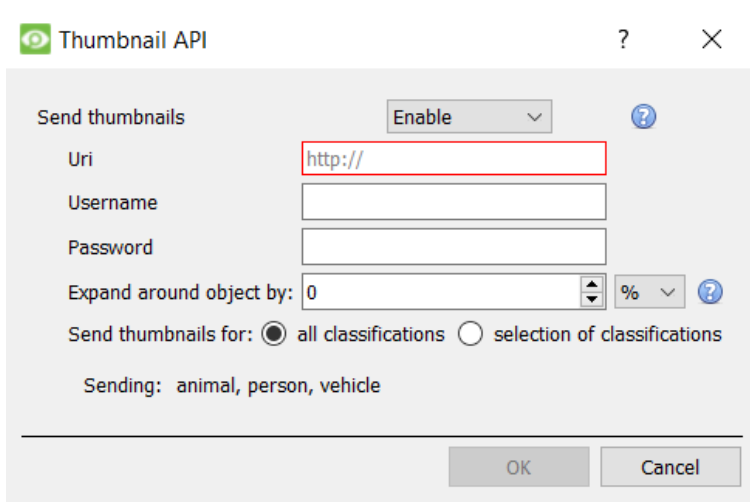 Thumbnail API ?
Send thumbnails Enable ?
Uri http://
Username
Password
Expand around object by: 0 % ?
Send thumbnails for: all classifications selection of classifications
Sending: animal, person, vehicle
OK Cancel